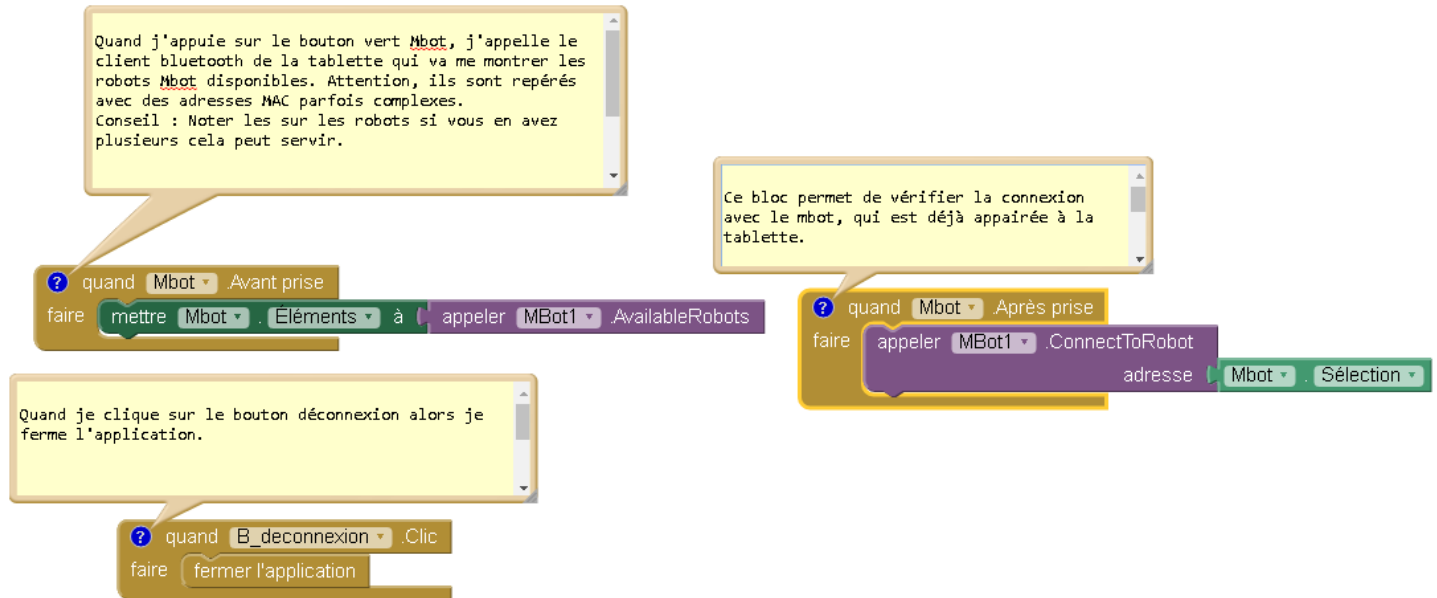 Quand j'appuie sur le bouton vert Mbot, j'appelle le
client bluetooth de la tablette qui va me montrer les
robots Mbot disponibles. Attention, ils sont repérés
avec des adresses MAC parfois complexes.
Conseil : Noter les sur les robots si vous en avez
plusieurs cela peut servir.
? quand Mbot .Avant prise
faire mettre Mbot . Éléments à appeler MBot1 .AvailableRobots
Ce bloc permet de vérifier la connexion
avec le mbot, qui est déjà appairée à la
tablette.
? quand Mbot .Après prise
faire appeler MBot1 .ConnectToRobot
adresse Mbot . Sélection
Quand je clique sur le bouton déconnexion alors je
ferme l'application.
? quand B_deconnexion .Clic
faire fermer l'application